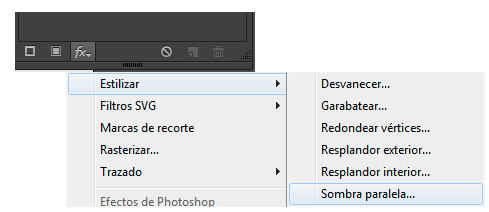 fx.
Estilizar
Filtros SVG
Marcas de recorte
Rasterizar...
Trazado
Efectos de Photoshop
Desvanecer...
Garabatear...
Redondear vértices...
Resplandor exterior...
Resplandor interior...
Sombra paralela...